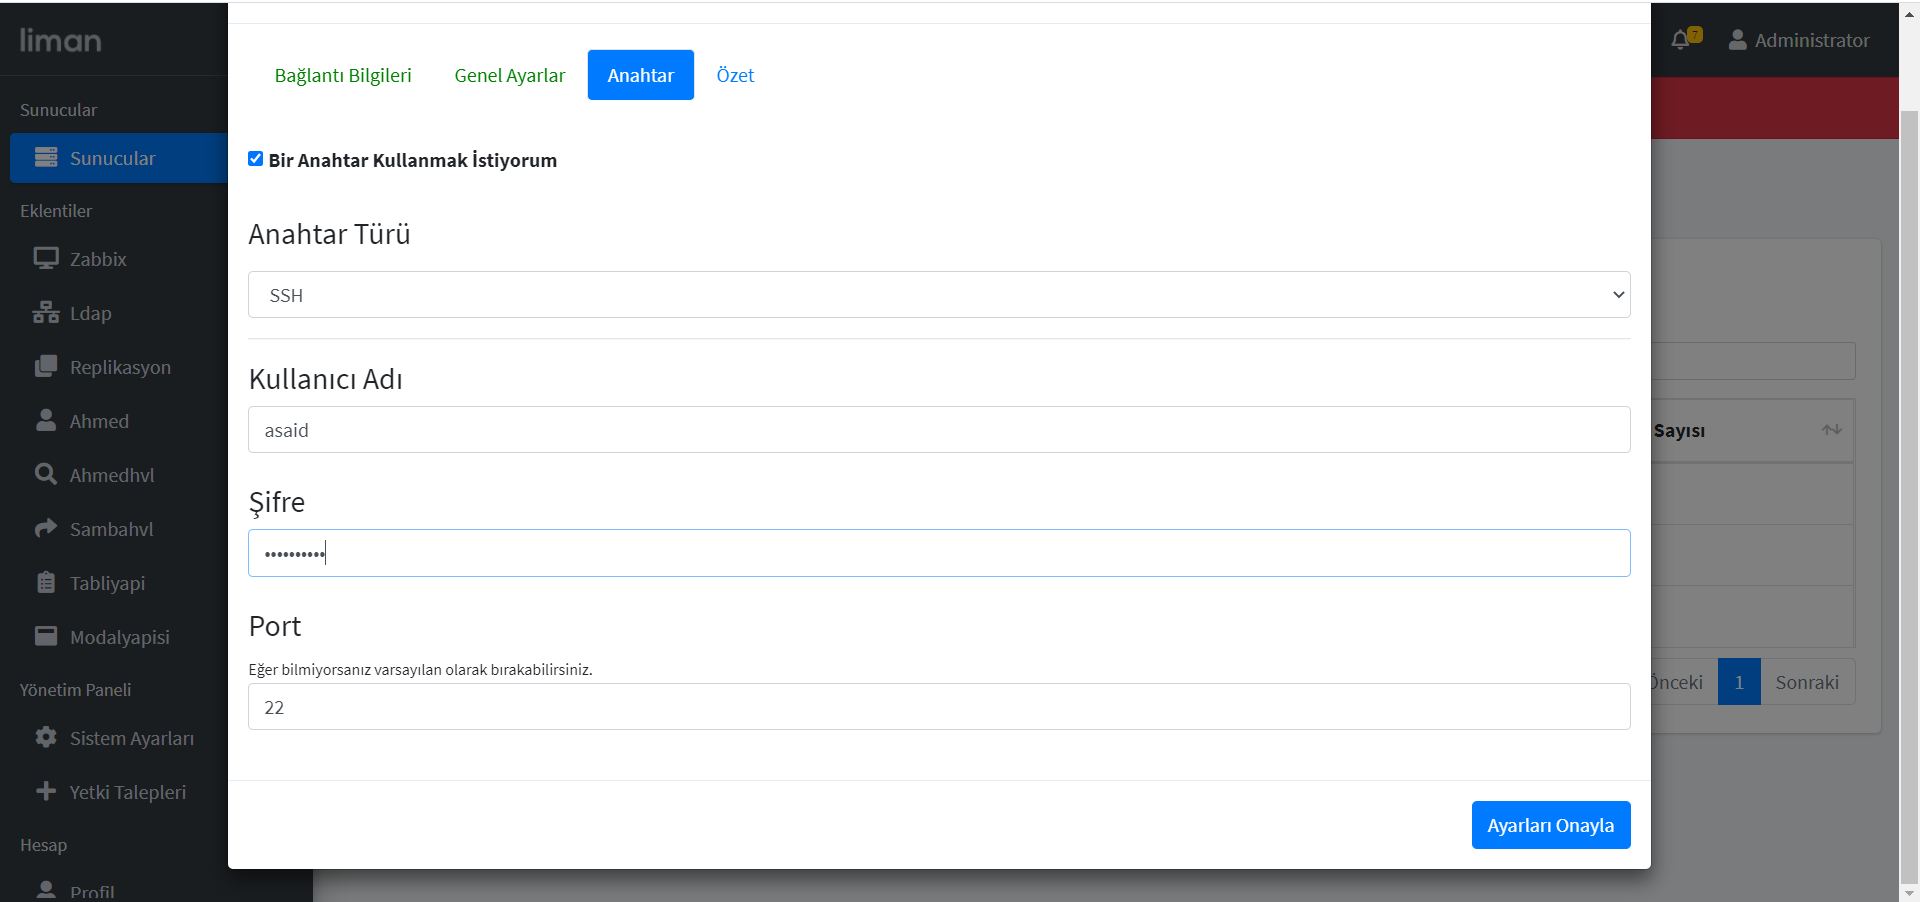 liman
Sunucular
Sunucular
Eklentiler
Zabbix
Ldap
Replikasyon
Ahmed
Ahmedhvl
Sambahvl
Tabliyapi
Modalyapisi
Yönetim Paneli
Sistem Ayarları
Yetki Talepleri
Hesap
Profil
Bağlantı Bilgileri
Genel Ayarlar
Anahtar
Özet
Bir Anahtar Kullanmak İstiyorum
Anahtar Türü
SSH
Kullanıcı Adı
asaid
Şifre
••••••••••
Port
Eğer bilmiyorsanız varsayılan olarak bırakabilirsiniz.
22
Ayarları Onayla
7
Administrator
Sayısı
Önceki
1
Sonraki